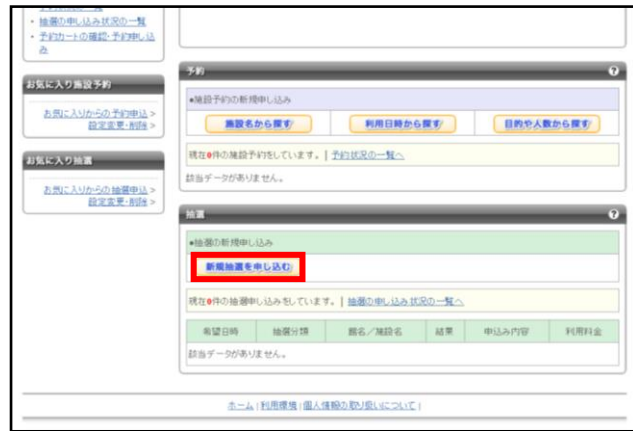 ・抽選の申し込み状況の一覧
・予約カートの確認・予約申し込
み
お気に入り施設予約
お気に入りからの予約申込 >
設定変更・削除 >
お気に入り抽選
お気に入りからの抽選申込 >
設定変更・削除 >
予約
?
●施設予約の新規申し込み
施設名から探す
利用日時から探す
目的や人数から探す
現在0件の施設予約をしています。 | 予約状況の一覧へ
該当データがありません。
抽選
?
●抽選の新規申し込み
新規抽選を申し込む
現在0件の抽選申し込みをしています。 | 抽選の申し込み状況の一覧へ
希望日時 抽選分類 館名／施設名 結果 申込み内容 利用料金
該当データがありません。
ホーム | 利用環境 | 個人情報の取り扱いについて |